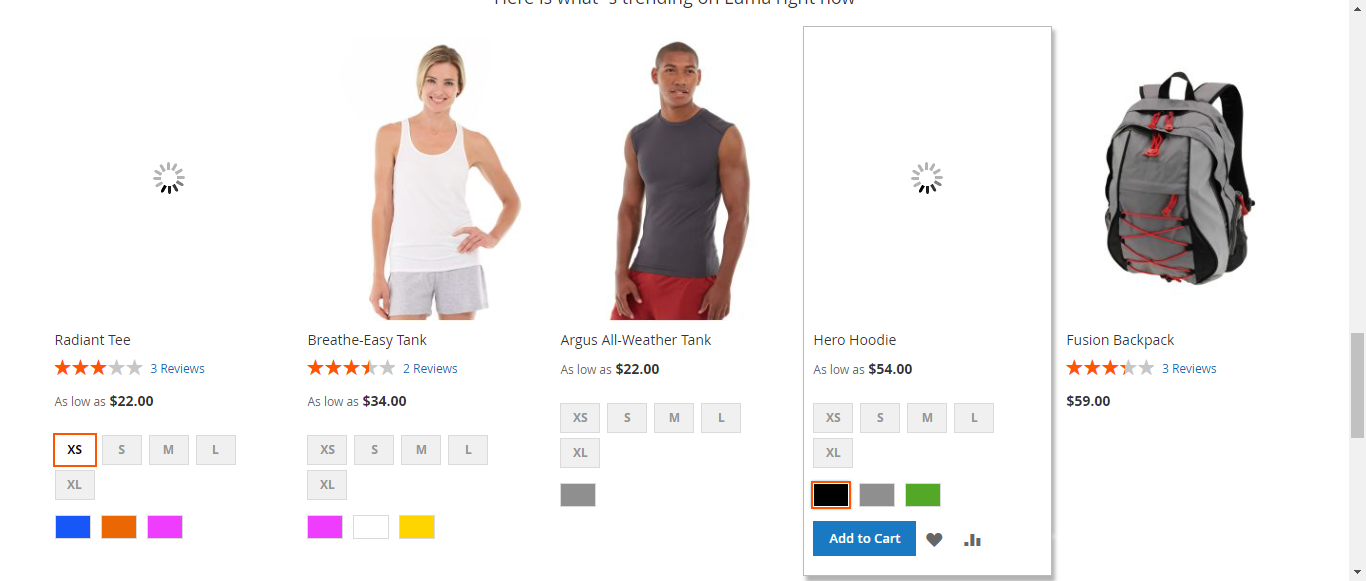 Here is what`s trending on Luma right now
Radiant Tee
3 Reviews
As low as $22.00
XS S M L
XL
Breathe-Easy Tank
2 Reviews
As low as $34.00
XS S M L
XL
Argus All-Weather Tank
As low as $22.00
XS S M L
XL
Hero Hoodie
As low as $54.00
XS S M L
XL
Add to Cart
Fusion Backpack
3 Reviews
$59.00